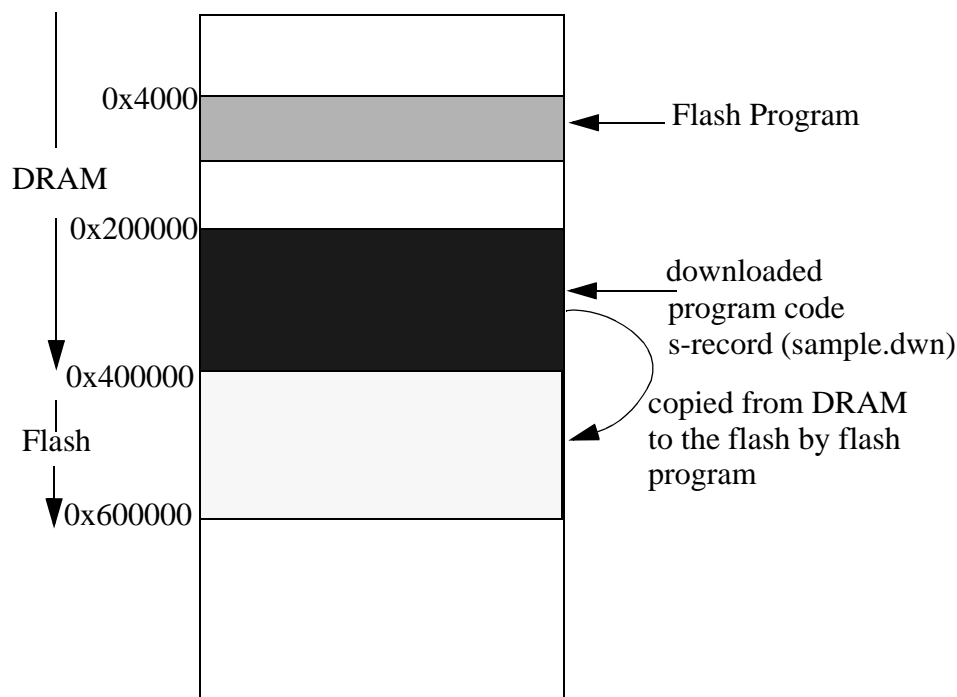 0x4000
Flash Program
DRAM
0x200000
downloaded
program code
s-record (sample.dwn)
0x400000
copied from DRAM
to the flash by flash
program
Flash
0x600000